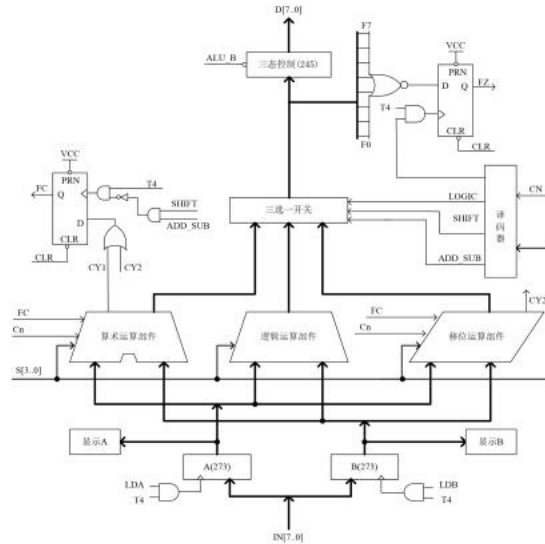 D[7..0]
ALU_B
三态控制(245)
F7
F0
VCC
PRN
D Q
FZ
T4
CLR
CLR
VCC
PRN
FC
Q
D
T4
SHIFT
ADD_SUB
CLR
CLR
CY1
CY2
三选一开关
LOGIC
SHIFT
ADD_SUB
译码器
CN
CY2
FC
Cn
算术运算部件
逻辑运算部件
FC
Cn
移位运算部件
S[3..0]
显示A
显示B
A(273)
B(273)
LDA
T4
LDB
T4
IN[7..0]